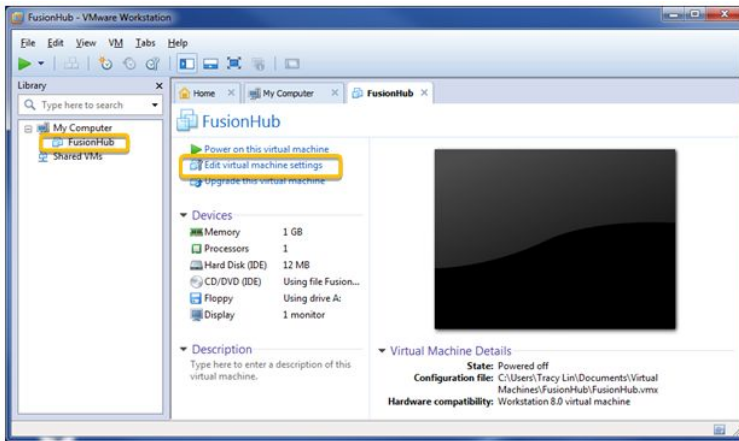 FusionHub - VMware Workstation
File Edit View VM Tabs Help
Library
Type here to search
My Computer
FusionHub
Shared VMs
Home
My Computer
FusionHub
FusionHub
Power on this virtual machine
Edit virtual machine settings
Upgrade this virtual machine
Devices
Memory 1 GB
Processors 1
Hard Disk (IDE) 12 MB
CD/DVD (IDE) Using file Fusion...
Floppy Using drive A:
Display 1 monitor
Description
Type here to enter a description of this
virtual machine.
Virtual Machine Details
State: Powered off
Configuration file: C:\Users\Tracy Lin\Documents\Virtual
Machines\FusionHub\FusionHub.vmx
Hardware compatibility: Workstation 8.0 virtual machine